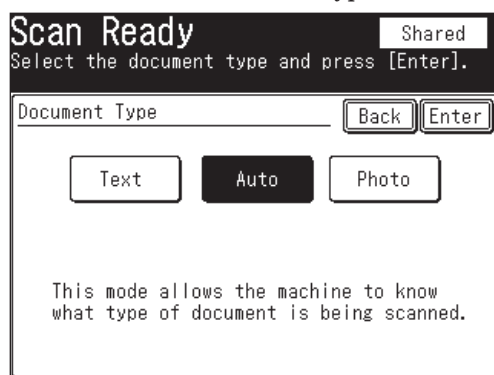 Scan Ready
Shared
Select the document type and press [Enter].
Document Type
Back
Enter
Text
Auto
Photo
This mode allows the machine to know
what type of document is being scanned.